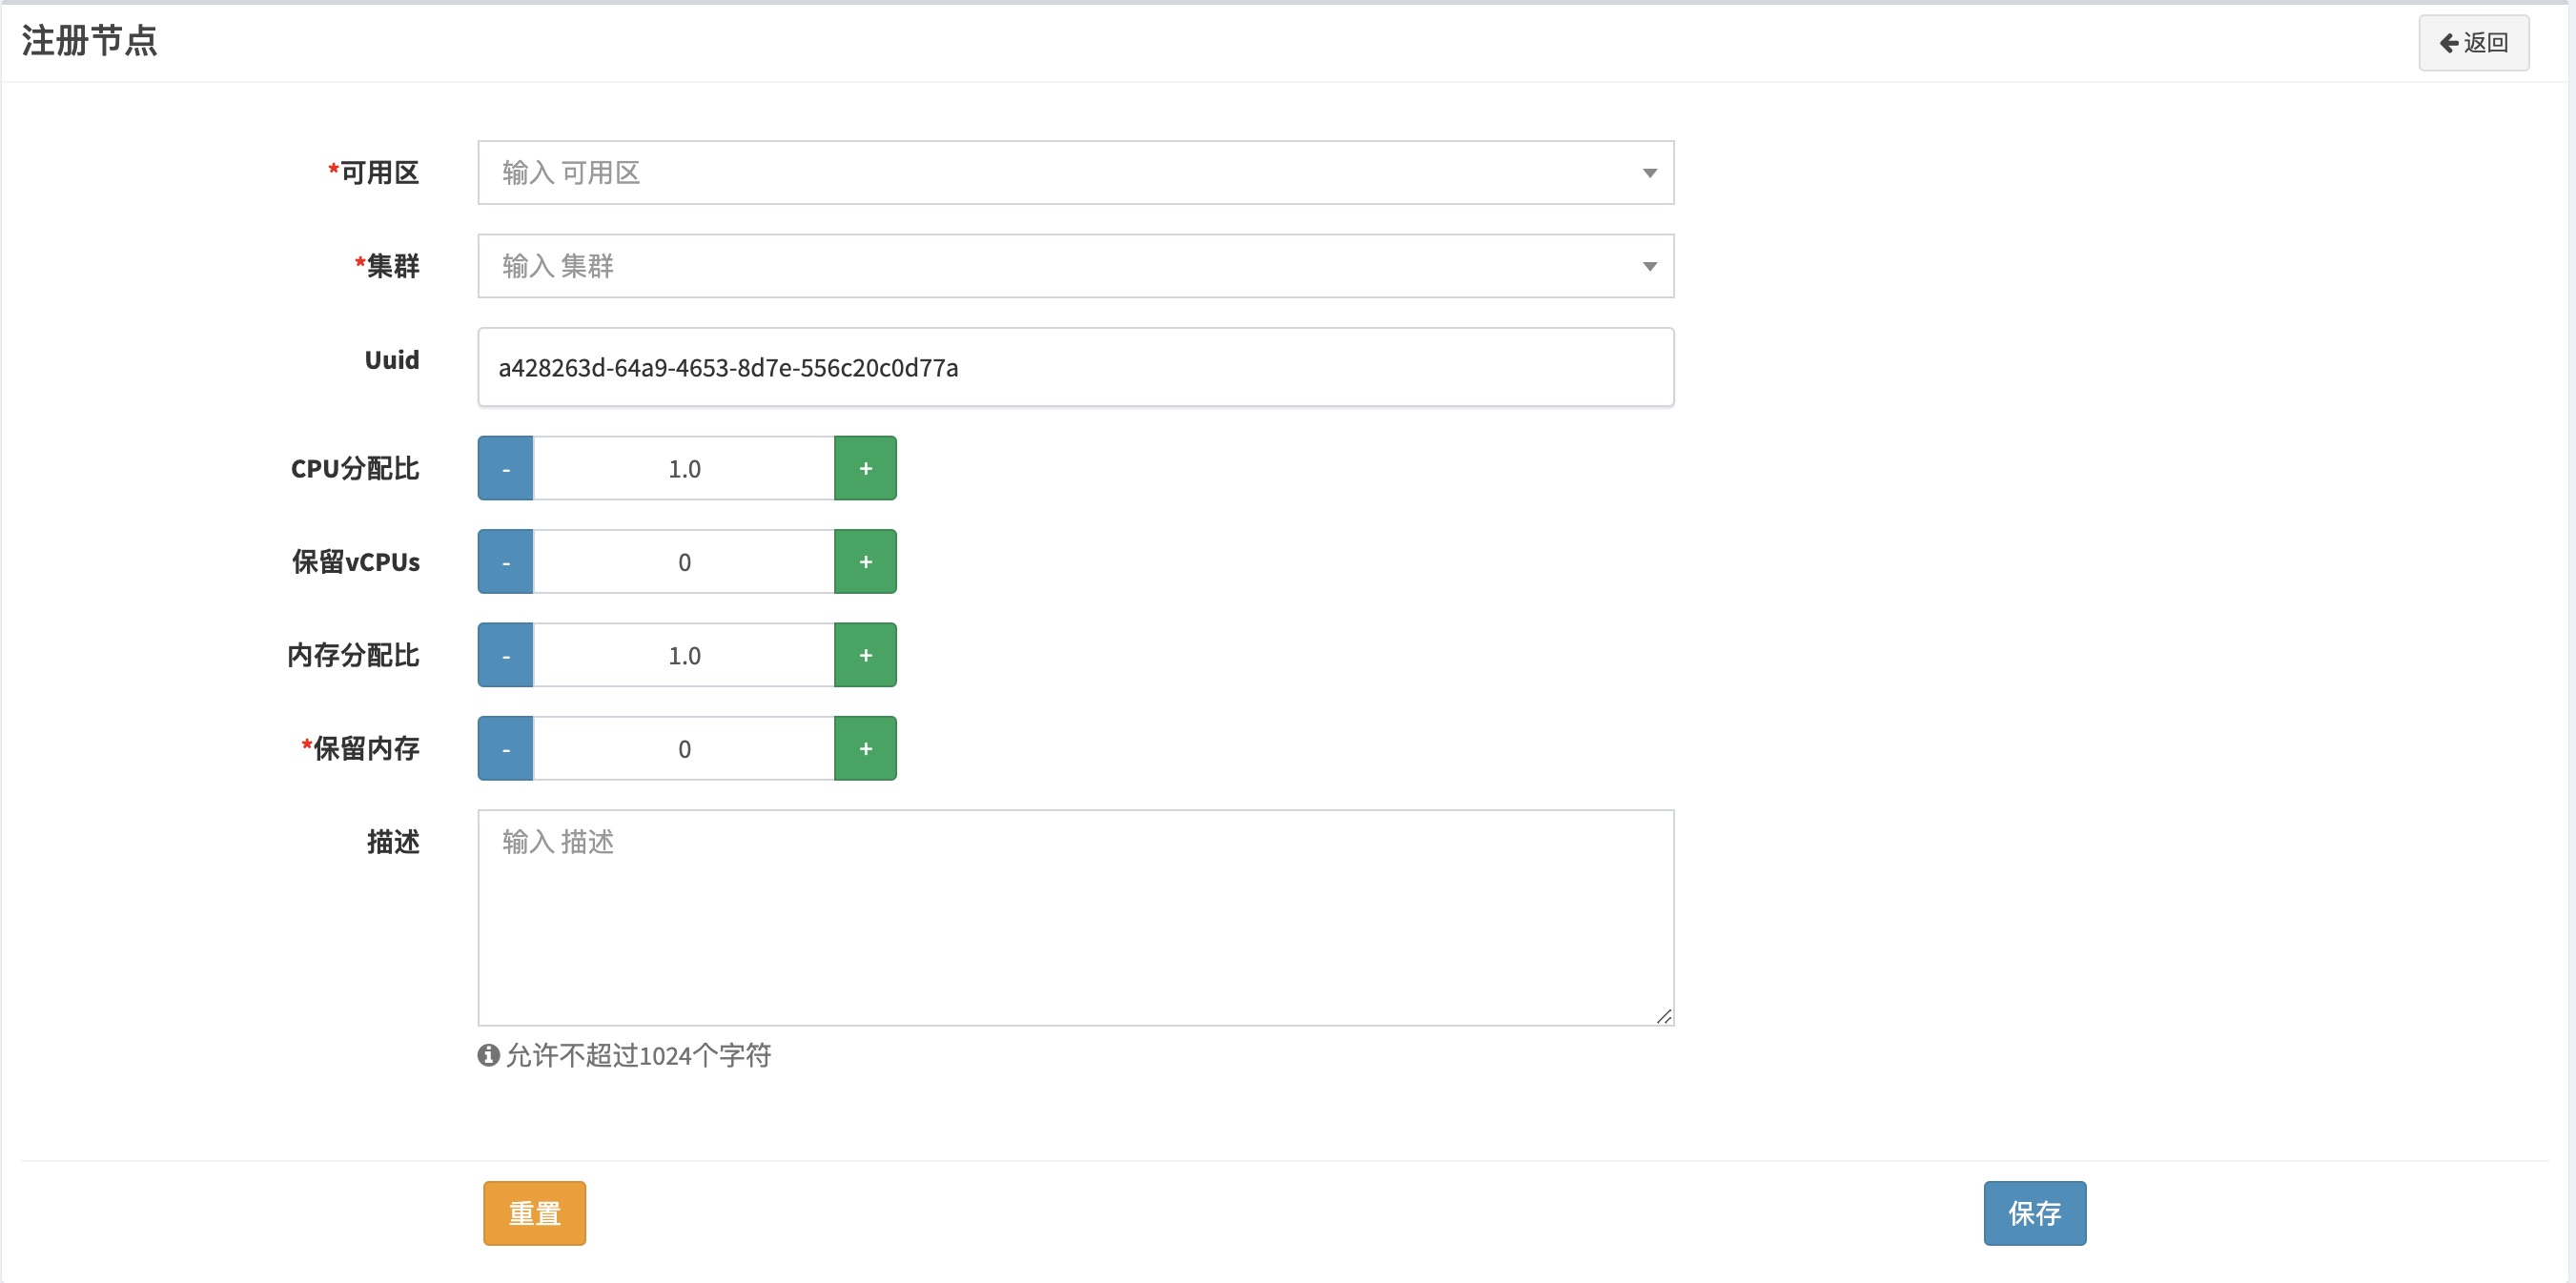 注册节点
返回
*可用区
输入 可用区
*集群
输入 集群
Uuid
a428263d-64a9-4653-8d7e-556c20c0d77a
CPU分配比
- 1.0 +
保留vCPUs
- 0 +
内存分配比
- 1.0 +
*保留内存
- 0 +
描述
输入 描述
允许不超过1024个字符
重置
保存